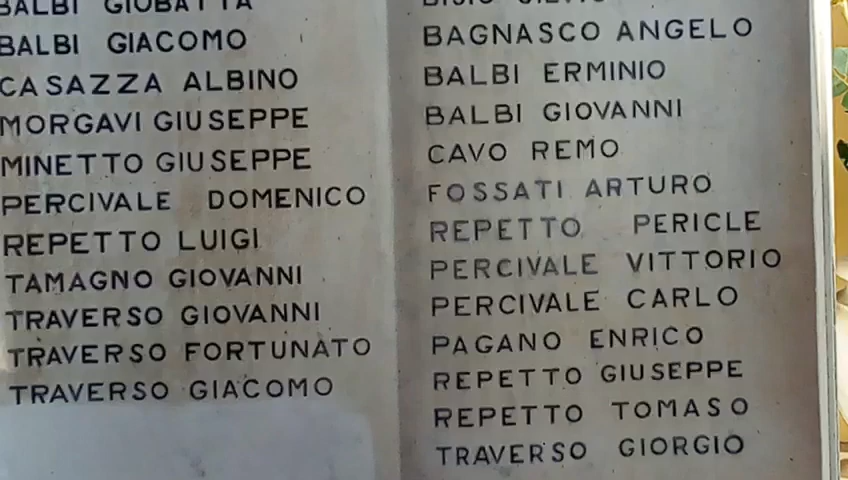 BALBI GIOBATTA
BALBI GIACOMO
CASAZZA ALBINO
MORGAVI GIUSEPPE
MINETTO GIUSEPPE
PERCIVALE DOMENICO
REPETTO LUIGI
TAMAGNO GIOVANNI
TRAVERSO GIOVANNI
TRAVERSO FORTUNATO
TRAVERSO GIACOMO
BAGNASCO ANGELO
BALBI ERMINIO
BALBI GIOVANNI
CAVO REMO
FOSSATI ARTURO
REPETTO PERICLE
PERCIVALE VITTORIO
PERCIVALE CARLO
PAGANO ENRICO
REPETTO GIUSEPPE
REPETTO TOMASO
TRAVERSO GIORGIO